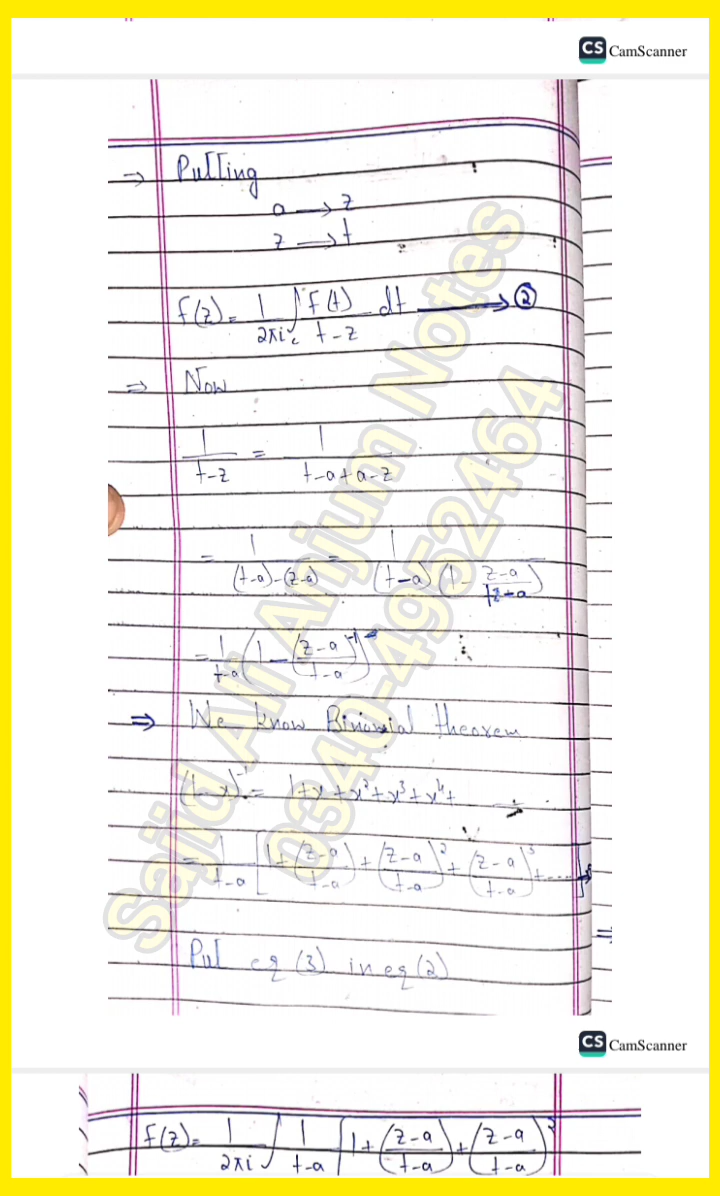 CS CamScanner
⇒ Putting
a → z
z → t
f(z) = 1/2πi ∫c f(t)/t-z dt → ②
⇒ Now
1/t-z = 1/t-a+a-z
= 1/(t-a)-(z-a) = 1/(t-a)(1- z-a/t-a)
= 1/t-a (1-(z-a/t-a))^-1
⇒ We know Binomial theorem
(1-x)^-1 = 1+x+x²+x³+x⁴+
= 1/t-a [1+(z-a/t-a)+(z-a/t-a)²+(z-a/t-a)³+....]
Put eq (3) in eq (2)
Sajid Ali Anjum Notes
0340-4952464
CS CamScanner
f(z) = 1/2πi ∫ 1/t-a [1+(z-a/t-a)+(z-a/t-a)²